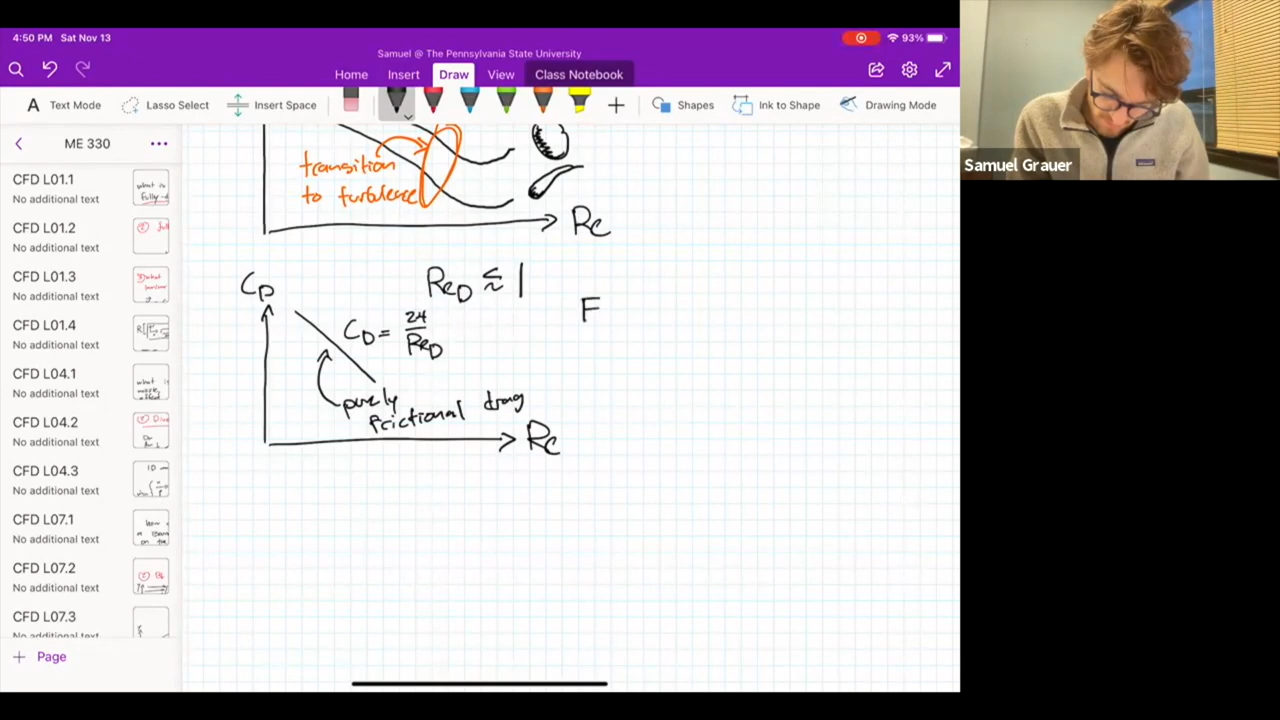 4:50 PM Sat Nov 13
93%
Samuel @ The Pennsylvania State University
Home Insert Draw View Class Notebook
A Text Mode Lasso Select Insert Space Shapes Ink to Shape Drawing Mode
ME 330
CFD L01.1
No additional text
CFD L01.2
No additional text
CFD L01.3
No additional text
CFD L01.4
No additional text
CFD L04.1
No additional text
CFD L04.2
No additional text
CFD L04.3
No additional text
CFD L07.1
No additional text
CFD L07.2
No additional text
CFD L07.3
No additional text
+ Page
transition
to turbulence
Re
C_D
Re_D ≲ 1
F
C_D = 24/Re_D
purely
frictional drag
Re
Samuel Grauer